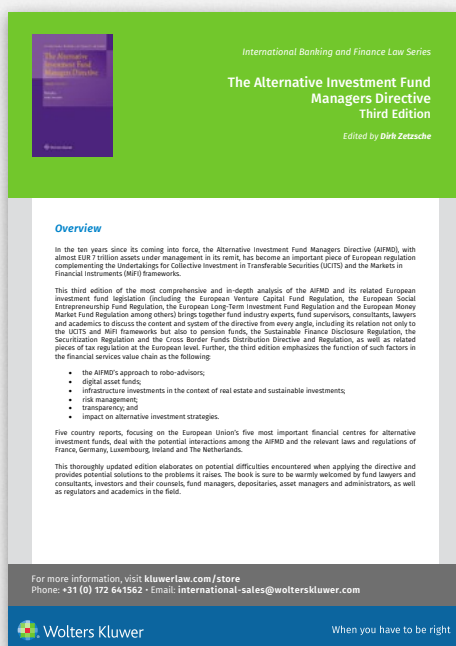 International Banking and Finance Law Series
The Alternative Investment Fund
Managers Directive
Third Edition
Edited by Dirk Zetzsche
The Alternative
Investment Fund
Managers Directive
Wolters Kluwer
Overview
In the ten years since its coming into force, the Alternative Investment Fund Managers Directive (AIFMD), with
almost EUR 7 trillion assets under management in its remit, has become an important piece of European regulation
complementing the Undertakings for Collective Investment in Transferable Securities (UCITS) and the Markets in
Financial Instruments (MiFI) frameworks.
This third edition of the most comprehensive and in-depth analysis of the AIFMD and its related European
investment fund legislation (including the European Venture Capital Fund Regulation, the European Social
Entrepreneurship Fund Regulation, the European Long-Term Investment Fund Regulation and the European Money
Market Fund Regulation among others) brings together fund industry experts, fund supervisors, consultants, lawyers
and academics to discuss the content and system of the directive from every angle, including its relation not only to
the UCITS and MiFI frameworks but also to pension funds, the Sustainable Finance Disclosure Regulation, the
Securitization Regulation and the Cross Border Funds Distribution Directive and Regulation, as well as related
pieces of tax regulation at the European level. Further, the third edition emphasizes the function of such factors in
the financial services value chain as the following:
• the AIFMD's approach to robo-advisors;
• digital asset funds;
• infrastructure investments in the context of real estate and sustainable investments;
• risk management;
• transparency; and
• impact on alternative investment strategies.
Five country reports, focusing on the European Union's five most important financial centres for alternative
investment funds, deal with the potential interactions among the AIFMD and the relevant laws and regulations of
France, Germany, Luxembourg, Ireland and The Netherlands.
This thoroughly updated edition elaborates on potential difficulties encountered when applying the directive and
provides potential solutions to the problems it raises. The book is sure to be warmly welcomed by fund lawyers and
consultants, investors and their counsels, fund managers, depositaries, asset managers and administrators, as well
as regulators and academics in the field.
For more information, visit kluwerlaw.com/store
Phone: +31 (0) 172 641562 • Email: international-sales@wolterskluwer.com
Wolters Kluwer
When you have to be right